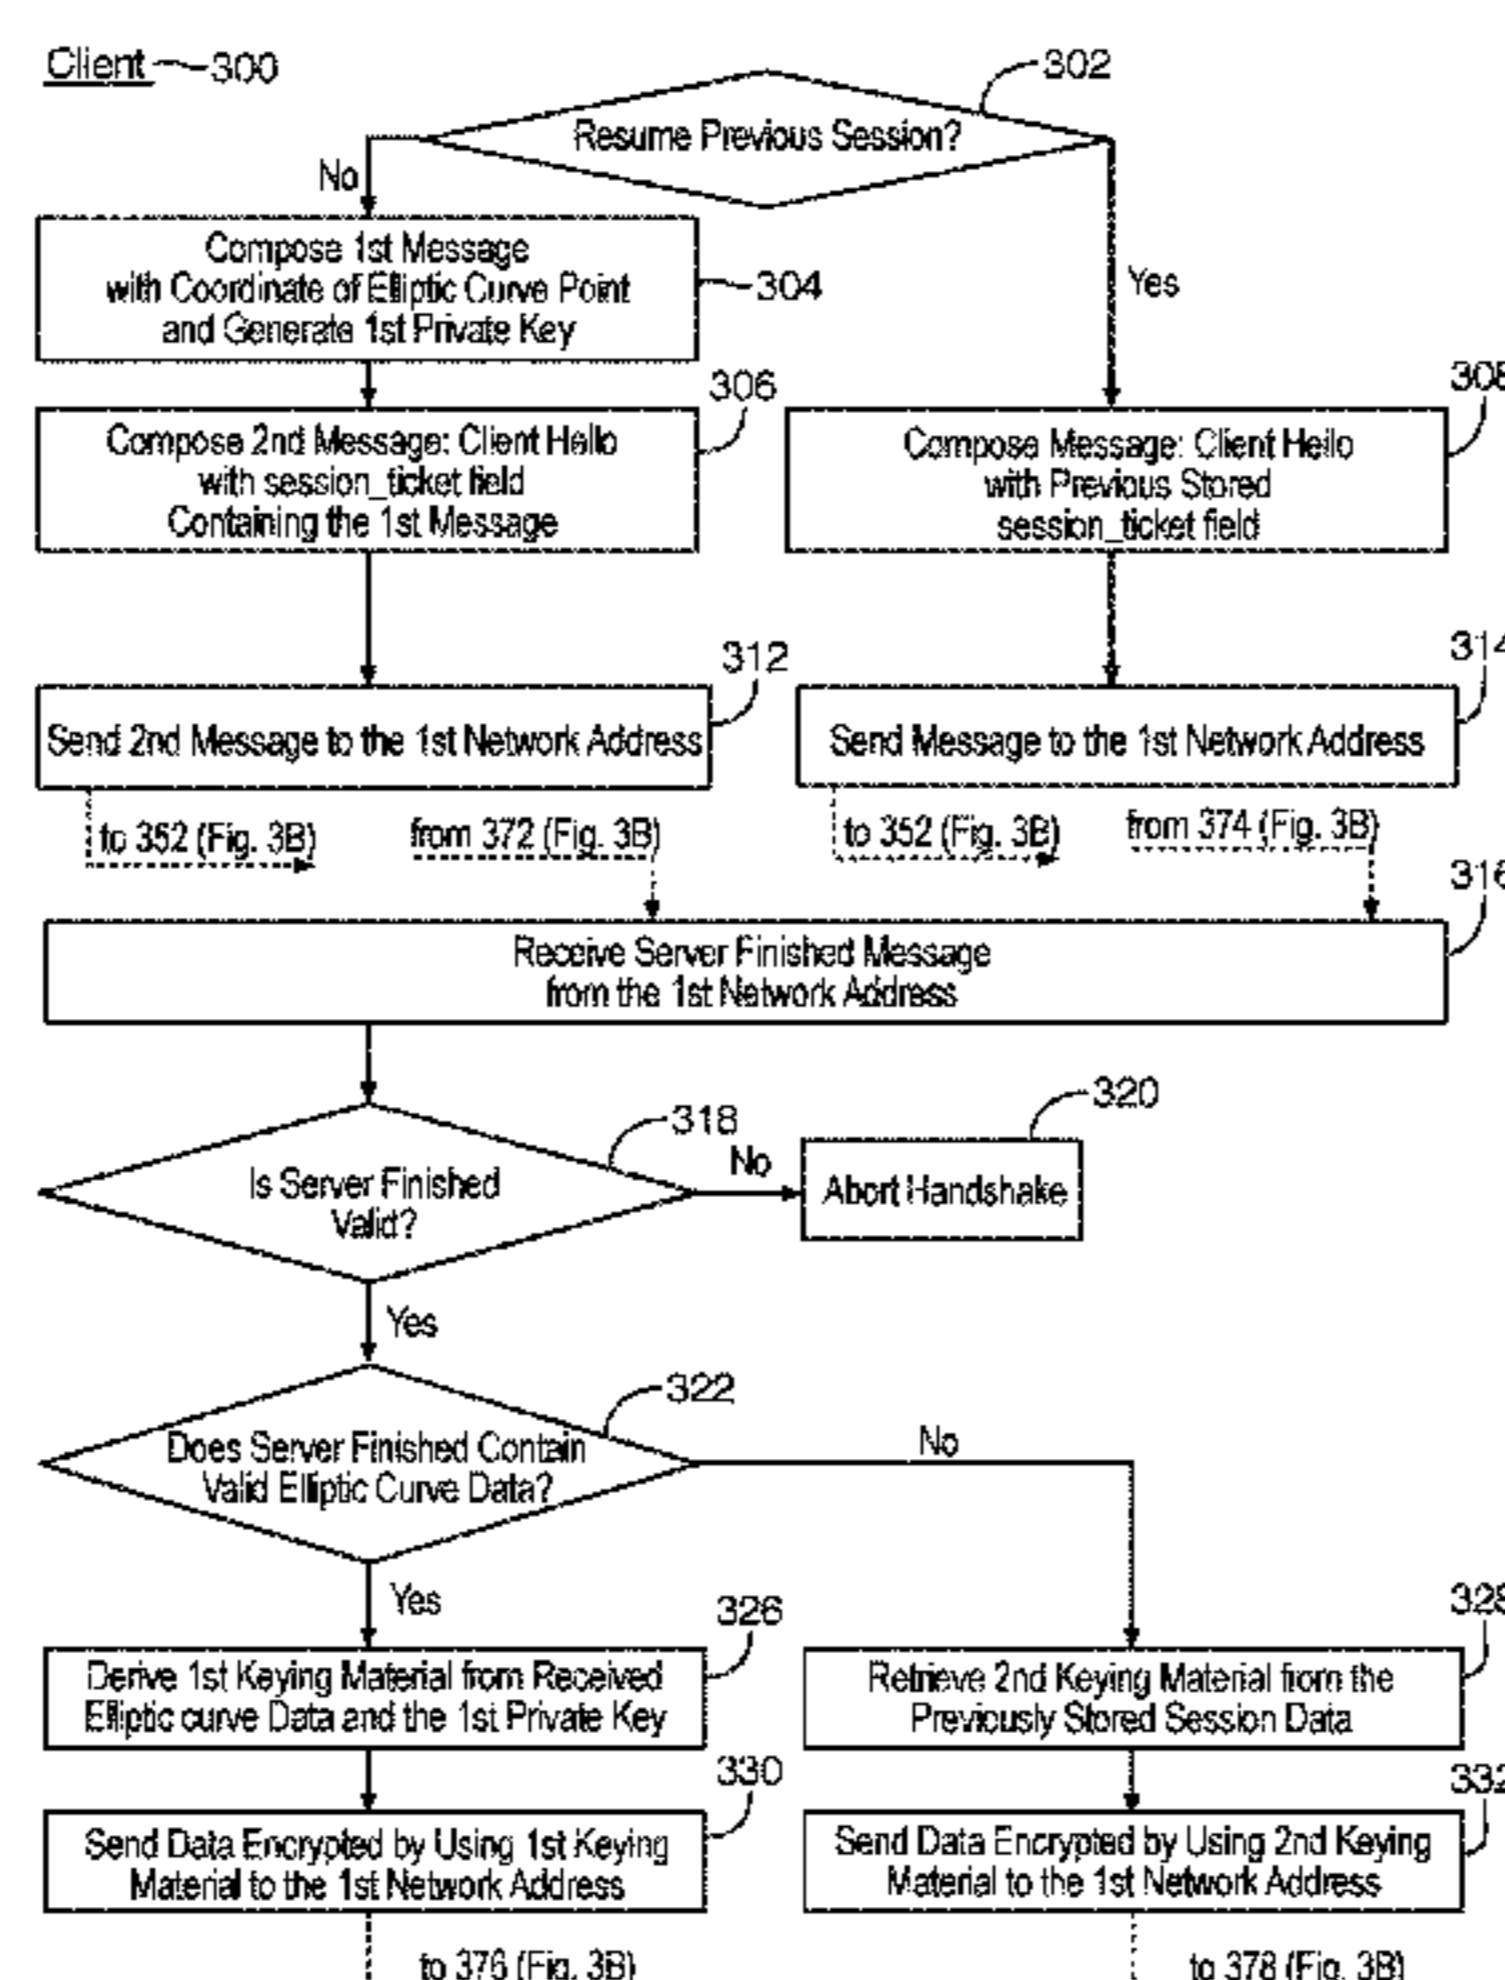 Client 300
302
Resume Previous Session?
No
Yes
Compose 1st Message
with Coordinate of Elliptic Curve Point
and Generate 1st Private Key
304
306
308
Compose 2nd Message: Client Hello
with session_ticket field
Containing the 1st Message
Compose Message: Client Hello
with Previous Stored
session_ticket field
312
314
Send 2nd Message to the 1st Network Address
Send Message to the 1st Network Address
to 352 (Fig. 3B)
from 372 (Fig. 3B)
to 352 (Fig. 3B)
from 374 (Fig. 3B)
316
Receive Server Finished Message
from the 1st Network Address
318
320
Is Server Finished
Valid?
No
Abort Handshake
Yes
322
Does Server Finished Contain
Valid Elliptic Curve Data?
No
Yes
326
328
Derive 1st Keying Material from Received
Elliptic curve Data and the 1st Private Key
Retrieve 2nd Keying Material from the
Previously Stored Session Data
330
332
Send Data Encrypted by Using 1st Keying
Material to the 1st Network Address
Send Data Encrypted by Using 2nd Keying
Material to the 1st Network Address
to 376 (Fig. 3B)
to 378 (Fig. 3B)